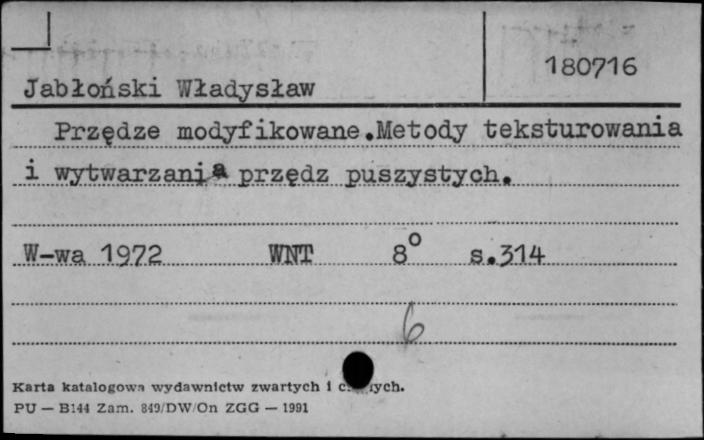 180716
Jabłoński Władysław
Przędze modyfikowane.Metody teksturowania
i wytwarzania przędz puszystych.
W-wa 1972 WNT 8° s.314
6
Karta katalogowa wydawnictw zwartych i
PU — B144 Zam. 849/DW/On ZGG — 1991